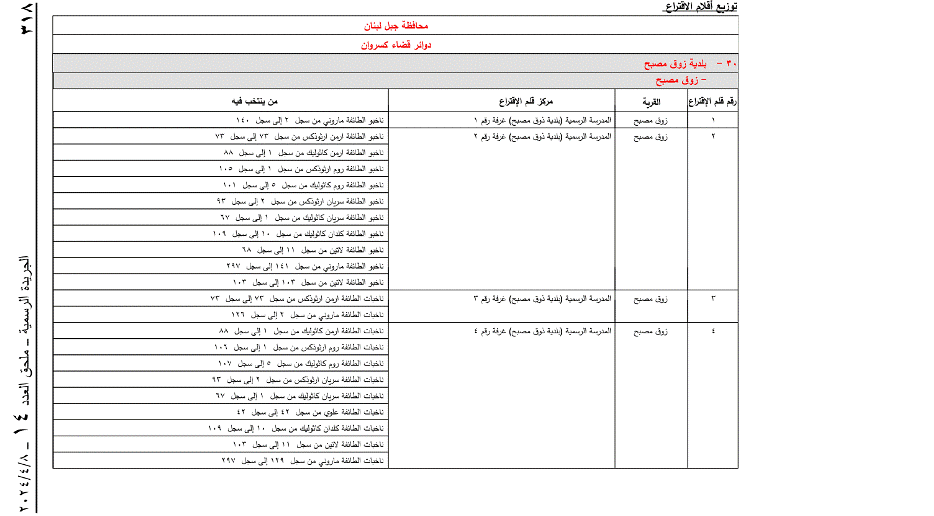 توزيع أقلام الإقتراع
محافظة جبل لبنان
دوائر قضاء كسروان
٣٠ - بلدية زوق مصبح
- زوق مصبح
رقم قلم الإقتراع القرية مركز قلم الإقتراع من ينتخب فيه
١ زوق مصبح المدرسة الرسمية (بلدية ذوق مصبح) غرفة رقم ١ ناخبو الطائفة ماروني من سجل ٢ إلى سجل ١٤٠
٢ زوق مصبح المدرسة الرسمية (بلدية ذوق مصبح) غرفة رقم ٢ ناخبو الطائفة ارمن ارثوذكس من سجل ٧٣ إلى سجل ٧٣
ناخبو الطائفة ارمن كاثوليك من سجل ١ إلى سجل ٨٨
ناخبو الطائفة روم ارثوذكس من سجل ١ إلى سجل ١٠٥
ناخبو الطائفة روم كاثوليك من سجل ٥ إلى سجل ١٠١
ناخبو الطائفة سريان ارثوذكس من سجل ٢ إلى سجل ٩٣
ناخبو الطائفة سريان كاثوليك من سجل ١ إلى سجل ٦٧
ناخبو الطائفة كلدان كاثوليك من سجل ١٠ إلى سجل ١٠٩
ناخبو الطائفة لاتين من سجل ١١ إلى سجل ٦٨
ناخبو الطائفة ماروني من سجل ١٤١ إلى سجل ٢٩٧
ناخبو الطائفة لاتين من سجل ١٠٣ إلى سجل ١٠٣
٣ زوق مصبح المدرسة الرسمية (بلدية ذوق مصبح) غرفة رقم ٣ ناخبات الطائفة ارمن ارثوذكس من سجل ٧٣ إلى سجل ٧٣
ناخبات الطائفة ماروني من سجل ٢ إلى سجل ١٢٦
٤ زوق مصبح المدرسة الرسمية (بلدية ذوق مصبح) غرفة رقم ٤ ناخبات الطائفة ارمن كاثوليك من سجل ١ إلى سجل ٨٨
ناخبات الطائفة روم ارثوذكس من سجل ١ إلى سجل ١٠٦
ناخبات الطائفة روم كاثوليك من سجل ٥ إلى سجل ١٠٧
ناخبات الطائفة سريان ارثوذكس من سجل ٢ إلى سجل ٩٣
ناخبات الطائفة سريان كاثوليك من سجل ١ إلى سجل ٦٧
ناخبات الطائفة علوي من سجل ٤٢ إلى سجل ٤٢
ناخبات الطائفة كلدان كاثوليك من سجل ١٠ إلى سجل ١٠٩
ناخبات الطائفة لاتين من سجل ١١ إلى سجل ١٠٣
ناخبات الطائفة ماروني من سجل ١٢٩ إلى سجل ٢٩٧
٣١٨
الجريدة الرسمية – ملحق العدد ١٤ – ٢٠٢٤/٤/٨